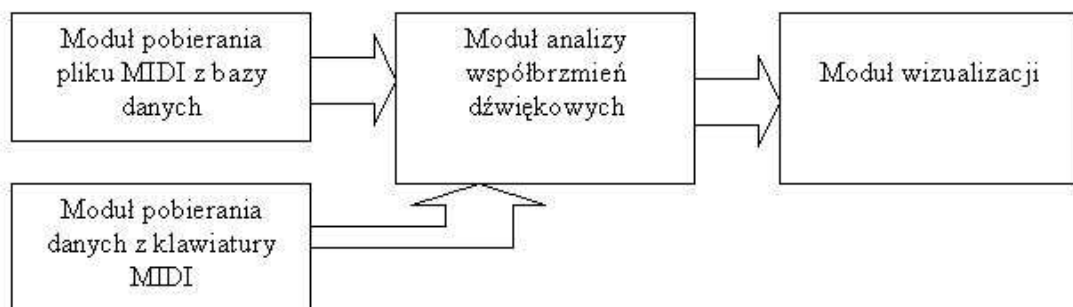 Moduł pobierania
pliku MIDI z bazy
danych
Moduł analizy
współbrzmień
dźwiękowych
Moduł wizualizacji
Moduł pobierania
danych z klawiatury
MIDI